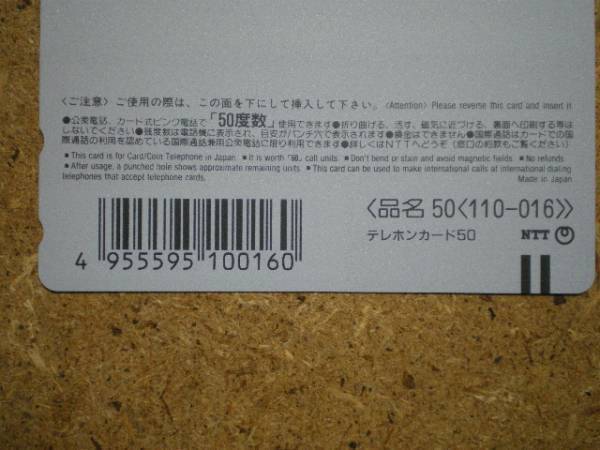 〈ご注意〉ご使用の際は、この面を下にして挿入して下さい。〈Attention〉Please reverse this card and insert it
●公衆電話、カード式ピンク電話で「50度数」使用できます●折り曲げる、汚す、磁気に近づける、裏面へ印刷する等は
しないでください●残度数は電話機に表示され、目安がパンチ穴で表示されます●換金はできません●国際通話はカードでの国
際通話の利用を認めている国際通話兼用公衆電話に限り利用できます●詳しくはNTTへどうぞ（窓口の約款もご覧ください）
■This card is for Card/Coin Telephone in Japan. ■It is worth "50" call units ■Don't bend or stain and avoid magnetic fields ■No refunds
■After usage, a punched hole shows approximate remaining units. ■This card can be used to make international calls at international dialing
telephones that accept telephone cards. Made in Japan
〈品名 50〈110-016〉〉
テレホンカード50 NTT
4 955595 100160